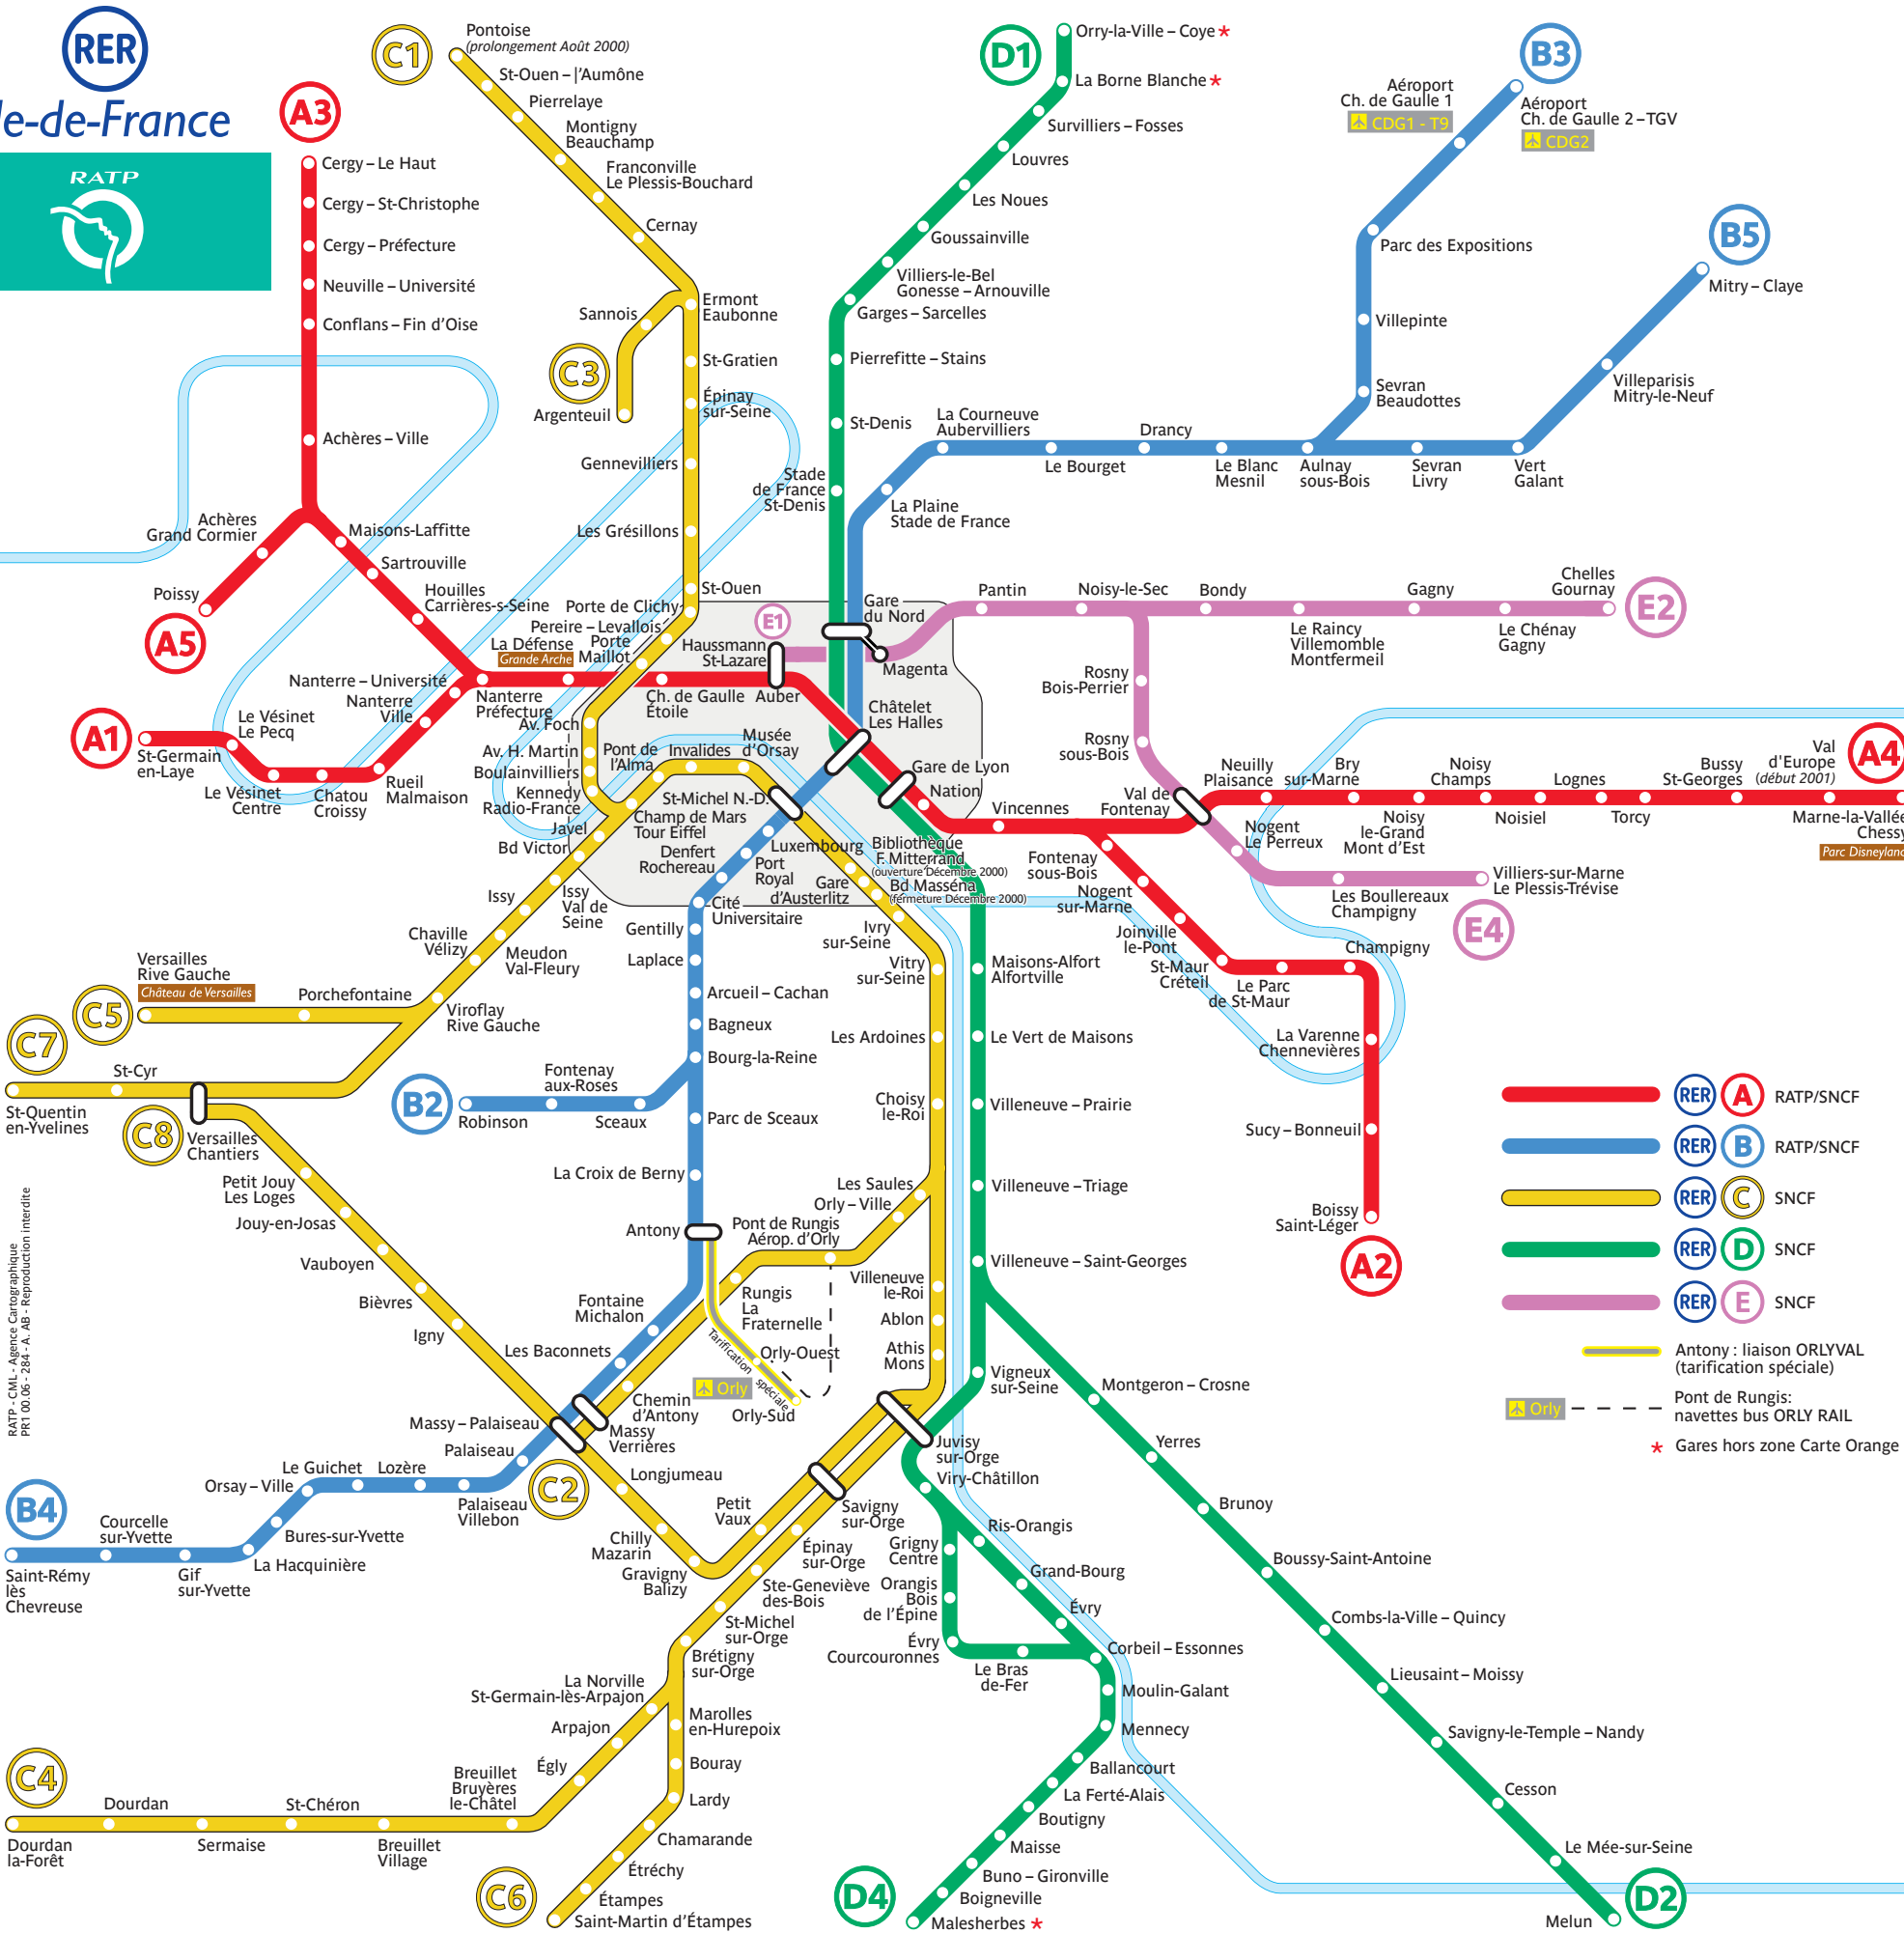 RER
le-de-France
RATP
A3
Cergy – Le Haut
Cergy – St-Christophe
Cergy – Préfecture
Neuville – Université
Conflans – Fin d'Oise
Achères – Ville
Achères
Grand Cormier
Poissy
A5
Maisons-Laffitte
Sartrouville
Houilles
Carrières-s-Seine
Nanterre – Université
Nanterre
Ville
Nanterre
Préfecture
La Défense
Grande Arche
A1
St-Germain
en-Laye
Le Vésinet
Le Pecq
Le Vésinet
Centre
Chatou
Croissy
Rueil
Malmaison
C1
Pontoise
(prolongement Août 2000)
St-Ouen – l'Aumône
Pierrelaye
Montigny
Beauchamp
Franconville
Le Plessis-Bouchard
Cernay
Ermont
Eaubonne
Sannois
C3
Argenteuil
St-Gratien
Épinay
sur-Seine
Gennevilliers
Les Grésillons
St-Ouen
Porte de Clichy
Pereire – Levallois
Porte
Maillot
Av. Foch
Av. H. Martin
Boulainvilliers
Kennedy
Radio-France
Javel
Bd Victor
Issy
Val de
Seine
Issy
Meudon
Val-Fleury
Chaville
Vélizy
Viroflay
Rive Gauche
Porchefontaine
Versailles
Rive Gauche
Château de Versailles
C5
C7
St-Cyr
St-Quentin
en-Yvelines
C8
Versailles
Chantiers
Petit Jouy
Les Loges
Jouy-en-Josas
Vauboyen
Bièvres
Igny
Massy – Palaiseau
D1
Orry-la-Ville – Coye *
La Borne Blanche *
Survilliers – Fosses
Louvres
Les Noues
Goussainville
Villiers-le-Bel
Gonesse – Arnouville
Garges – Sarcelles
Pierrefitte – Stains
St-Denis
Stade
de France
St-Denis
B3
Aéroport
Ch. de Gaulle 1
CDG1 - T9
Aéroport
Ch. de Gaulle 2 – TGV
CDG2
Parc des Expositions
Villepinte
Sevran
Beaudottes
B5
Mitry – Claye
Villeparisis
Mitry-le-Neuf
Vert
Galant
Sevran
Livry
Aulnay
sous-Bois
Le Blanc
Mesnil
Drancy
Le Bourget
La Courneuve
Aubervilliers
La Plaine
Stade de France
Gare
du Nord
E1
Haussmann
St-Lazare
Magenta
Ch. de Gaulle
Étoile
Auber
Châtelet
Les Halles
Gare de Lyon
Nation
Pont de
l'Alma
Invalides
Musée
d'Orsay
St-Michel N.-D.
Champ de Mars
Tour Eiffel
Luxembourg
Denfert
Rochereau
Port
Royal
Cité
Universitaire
Gare
d'Austerlitz
Bibliothèque
F. Mitterrand
(ouverture Décembre 2000)
Bd Masséna
(fermeture Décembre 2000)
Pantin
Noisy-le-Sec
Bondy
Le Raincy
Villemomble
Montfermeil
Gagny
Le Chénay
Gagny
Chelles
Gournay
E2
Rosny
Bois-Perrier
Rosny
sous-Bois
Val de
Fontenay
Nogent
Le Perreux
Les Boullereaux
Champigny
Villiers-sur-Marne
Le Plessis-Trévise
E4
Vincennes
Neuilly
Plaisance
Bry
sur-Marne
Noisy
le-Grand
Mont d'Est
Noisy
Champs
Noisiel
Lognes
Torcy
Bussy
St-Georges
Val
d'Europe
(début 2001)
A4
Marne-la-Vallée
Chessy
Parc Disneyland
Fontenay
sous-Bois
Nogent
sur-Marne
Joinville
le-Pont
St-Maur
Créteil
Le Parc
de St-Maur
Champigny
La Varenne
Chennevières
Sucy – Bonneuil
Boissy
Saint-Léger
A2
Gentilly
Laplace
Arcueil – Cachan
Bagneux
Bourg-la-Reine
B2
Robinson
Fontenay
aux-Roses
Sceaux
Parc de Sceaux
La Croix de Berny
Antony
Fontaine
Michalon
Les Baconnets
Massy
Verrières
Palaiseau
Palaiseau
Villebon
Lozère
Le Guichet
Orsay – Ville
Bures-sur-Yvette
La Hacquinière
Gif
sur-Yvette
Courcelle
sur-Yvette
B4
Saint-Rémy
lès
Chevreuse
Ivry
sur-Seine
Vitry
sur-Seine
Les Ardoines
Choisy
le-Roi
Les Saules
Orly – Ville
Pont de Rungis
Aérop. d'Orly
Rungis
La
Fraternelle
Chemin
d'Antony
Tarification spéciale
Orly-Ouest
Orly
Orly-Sud
Villeneuve
le-Roi
Ablon
Athis
Mons
Juvisy
sur-Orge
C2
Longjumeau
Chilly
Mazarin
Gravigny
Balizy
Petit
Vaux
Savigny
sur-Orge
Épinay
sur-Orge
Ste-Geneviève
des-Bois
St-Michel
sur-Orge
Brétigny
sur-Orge
La Norville
St-Germain-lès-Arpajon
Arpajon
Égly
Breuillet
Bruyères
le-Châtel
Breuillet
Village
St-Chéron
Sermaise
Dourdan
Dourdan
la-Forêt
C4
Marolles
en-Hurepoix
Bouray
Lardy
Chamarande
Étréchy
Étampes
Saint-Martin d'Étampes
C6
Maisons-Alfort
Alfortville
Le Vert de Maisons
Villeneuve – Prairie
Villeneuve – Triage
Villeneuve – Saint-Georges
Vigneux
sur-Seine
Viry-Châtillon
Grigny
Centre
Orangis
Bois
de l'Épine
Évry
Courcouronnes
Le Bras
de-Fer
Ris-Orangis
Grand-Bourg
Évry
Corbeil – Essonnes
Moulin-Galant
Mennecy
Ballancourt
La Ferté-Alais
Boutigny
Maisse
Buno – Gironville
Boigneville
Malesherbes *
D4
Montgeron – Crosne
Yerres
Brunoy
Boussy-Saint-Antoine
Combs-la-Ville – Quincy
Lieusaint – Moissy
Savigny-le-Temple – Nandy
Cesson
Le Mée-sur-Seine
Melun
D2
RER A RATP/SNCF
RER B RATP/SNCF
RER C SNCF
RER D SNCF
RER E SNCF
Antony : liaison ORLYVAL
(tarification spéciale)
Orly
Pont de Rungis:
navettes bus ORLY RAIL
* Gares hors zone Carte Orange
RATP - CML - Agence Cartographique
PR1 00.06 - 284 - A. AB - Reproduction interdite